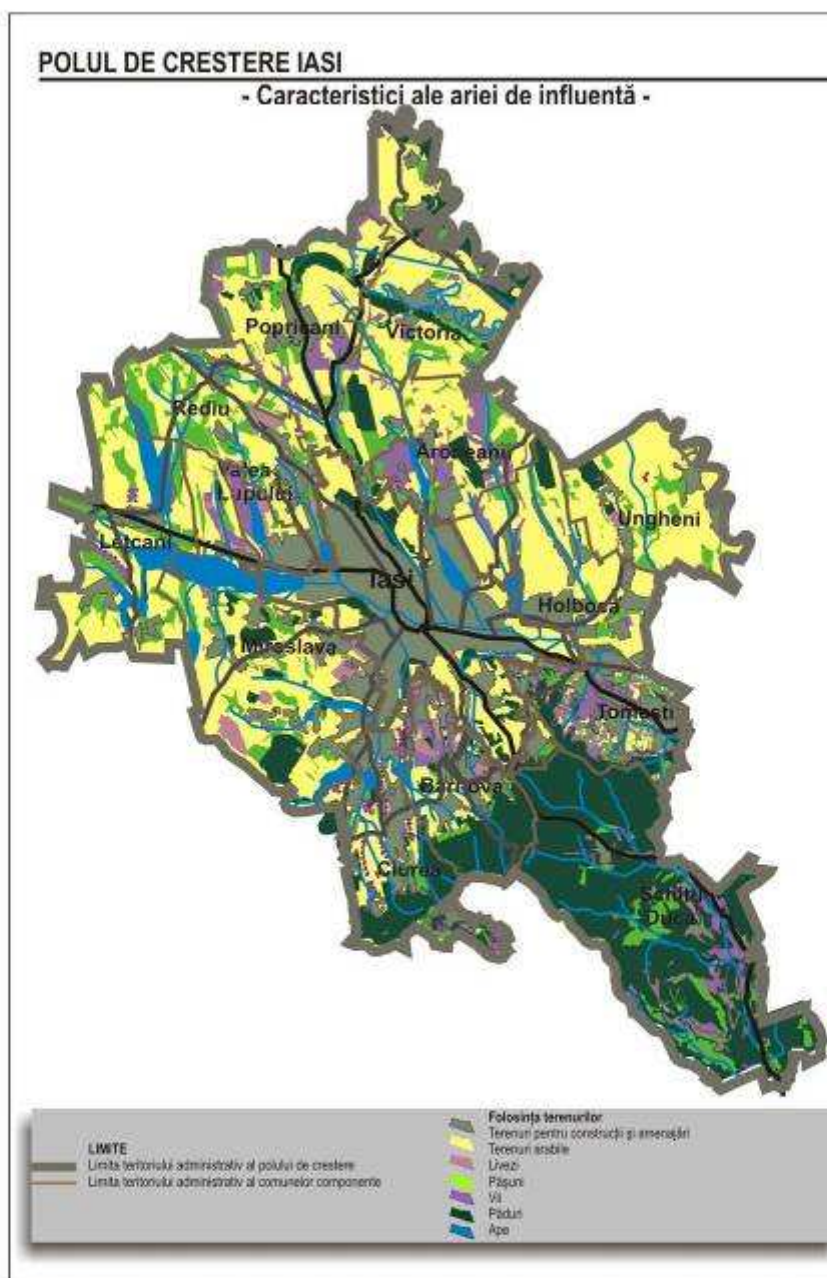 POLUL DE CRESTERE IASI
- Caracteristici ale ariei de influentă -
Popricani
Victoria
Rediu
Aroneanu
Valea
Lupului
Ungheni
Letcani
Iasi
Holboca
Miroslava
Tomesti
Barnova
Ciurea
Schitu
Duca
LIMITE
Limita teritoriului administrativ al polului de crestere
Limita teritoriului administrativ al comunelor componente
Folosința terenurilor
Terenuri pentru construcții și amenajări
Terenuri arabile
Livezi
Pășuni
Vii
Păduri
Ape